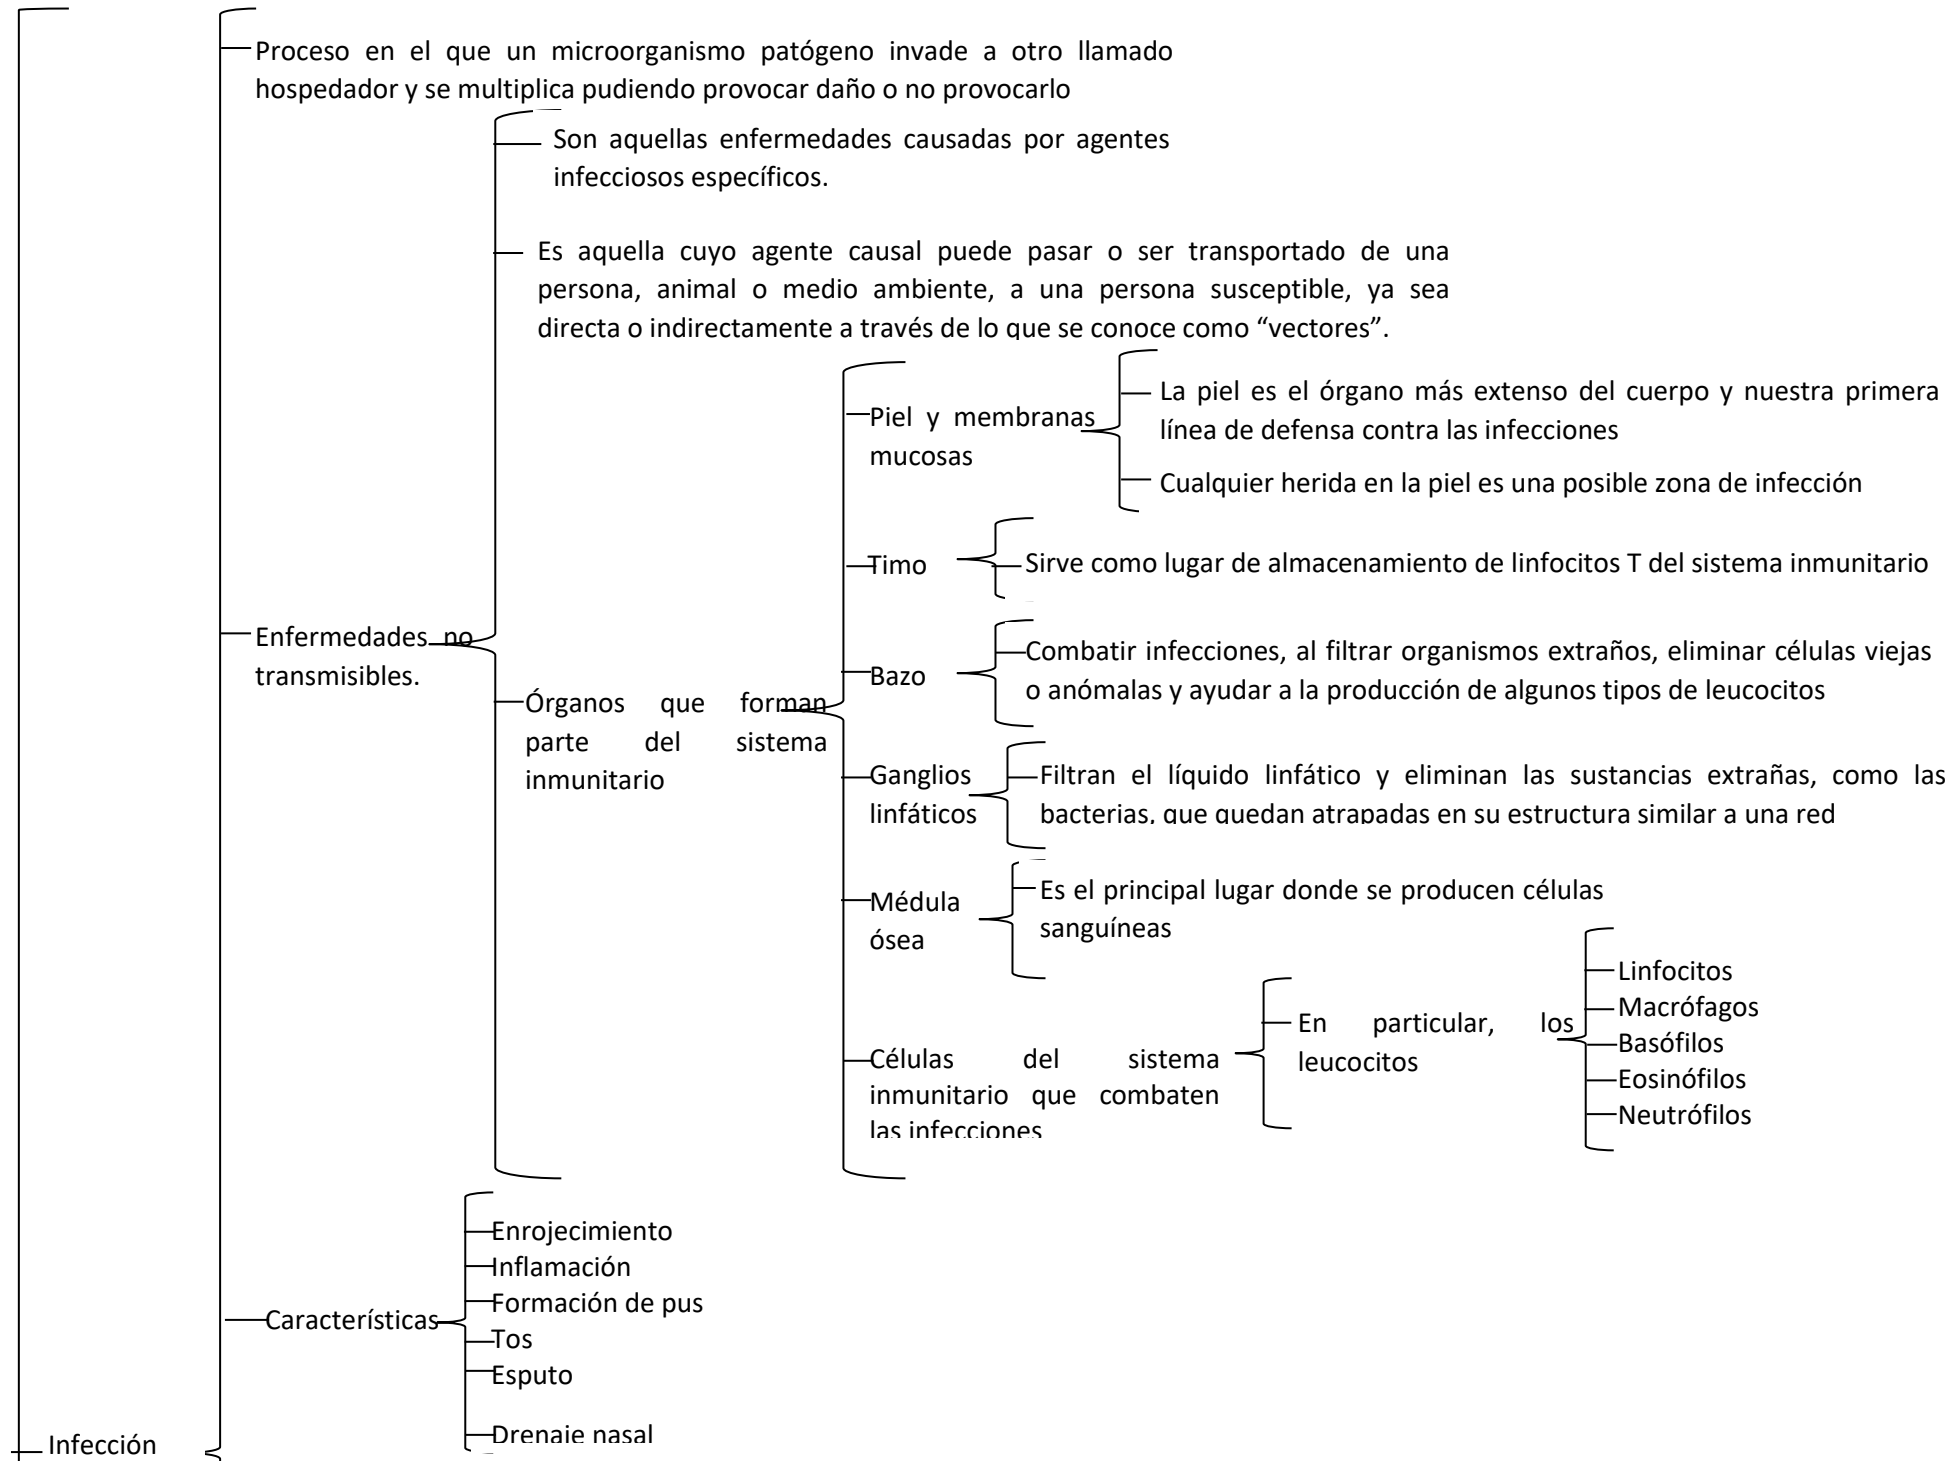 Proceso en el que un microorganismo patógeno invade a otro llamado
hospedador y se multiplica pudiendo provocar daño o no provocarlo
Son aquellas enfermedades causadas por agentes
infecciosos específicos.
Es aquella cuyo agente causal puede pasar o ser transportado de una
persona, animal o medio ambiente, a una persona susceptible, ya sea
directa o indirectamente a través de lo que se conoce como “vectores”.
Piel y membranas
mucosas
La piel es el órgano más extenso del cuerpo y nuestra primera
línea de defensa contra las infecciones
Cualquier herida en la piel es una posible zona de infección
Timo
Sirve como lugar de almacenamiento de linfocitos T del sistema inmunitario
Enfermedades no
transmisibles.
Bazo
Combatir infecciones, al filtrar organismos extraños, eliminar células viejas
o anómalas y ayudar a la producción de algunos tipos de leucocitos
Órganos que forman
parte del sistema
inmunitario
Ganglios
linfáticos
Filtran el líquido linfático y eliminan las sustancias extrañas, como las
bacterias, que quedan atrapadas en su estructura similar a una red
Médula
ósea
Es el principal lugar donde se producen células
sanguíneas
Células del sistema
inmunitario que combaten
las infecciones
En particular, los
leucocitos
Linfocitos
Macrófagos
Basófilos
Eosinófilos
Neutrófilos
Características
Enrojecimiento
Inflamación
Formación de pus
Tos
Esputo
Drenaje nasal
Infección